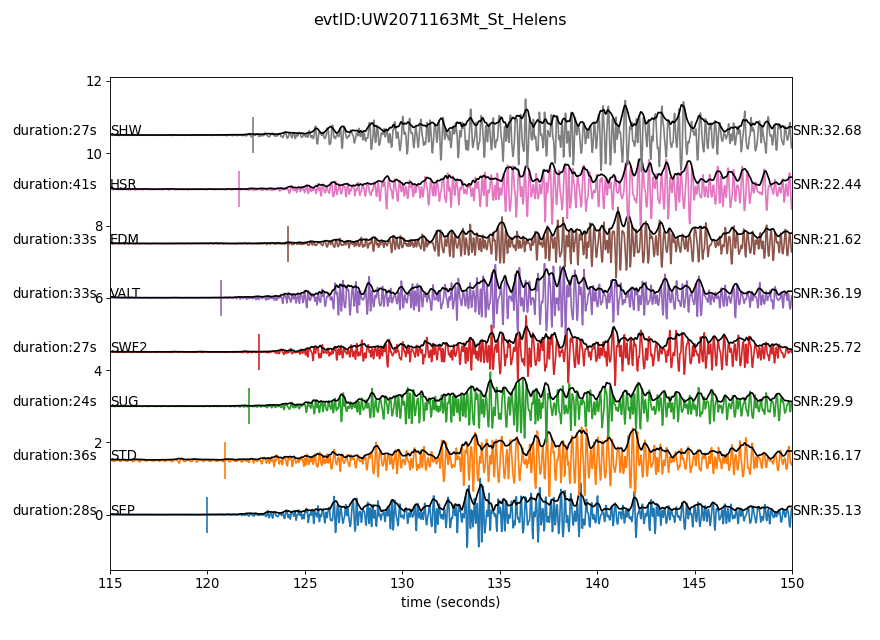 evtID:UW2071163Mt_St_Helens
12
duration:27s SHW SNR:32.68
10
duration:41s HSR SNR:22.44
8
duration:33s EDM SNR:21.62
duration:33s VALT SNR:36.19
6
duration:27s SWF2 SNR:25.72
4
duration:24s SUG SNR:29.9
2
duration:36s STD SNR:16.17
duration:28s SEP SNR:35.13
0
115 120 125 130 135 140 145 150
time (seconds)